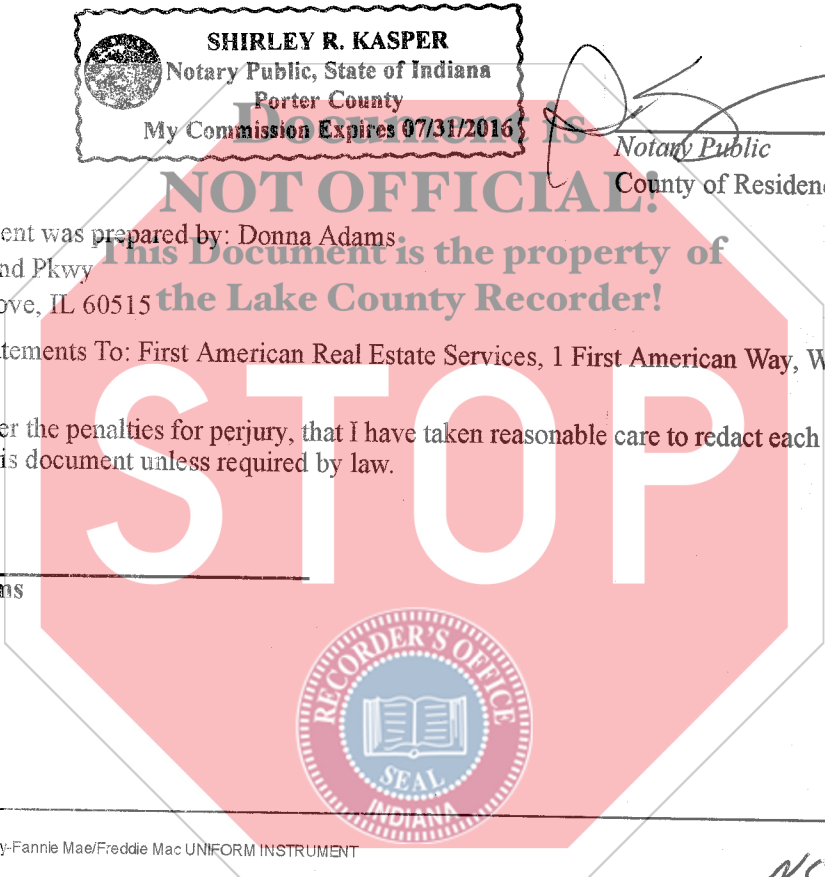 SHIRLEY R. KASPER
Notary Public, State of Indiana
Porter County
My Commission Expires 07/31/2016
Document is
Notary Public
NOT OFFICIAL!
County of Residen
ent was prepared by: Donna Adams
This Document is the property of
nd Pkwy
ove, IL 60515
the Lake County Recorder!
tements To: First American Real Estate Services, 1 First American Way, W
STOP
er the penalties for perjury, that I have taken reasonable care to redact each
is document unless required by law.
ns
RECORDER'S OFFICE
SEAL
INDIANA
y-Fannie Mae/Freddie Mac UNIFORM INSTRUMENT